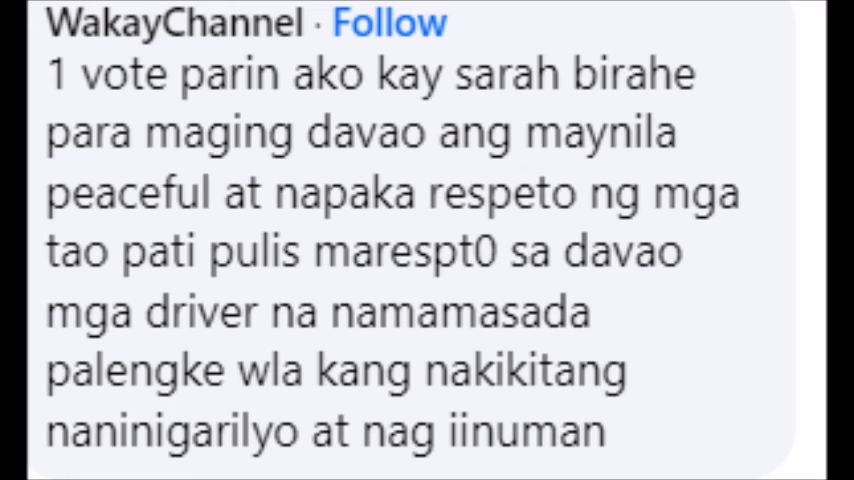 WakayChannel · Follow
1 vote parin ako kay sarah birahe
para maging davao ang maynila
peaceful at napaka respeto ng mga
tao pati pulis marespt0 sa davao
mga driver na namamasada
palengke wla kang nakikitang
naninigarilyo at nag iinuman